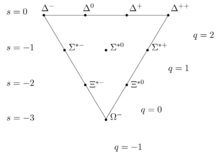 s = 0 Δ⁻ Δ⁰ Δ⁺ Δ⁺⁺
q = 2
s = −1 Σ*⁻ Σ*⁰ Σ*⁺
q = 1
s = −2 Ξ*⁻ Ξ*⁰
q = 0
s = −3 Ω⁻
q = −1